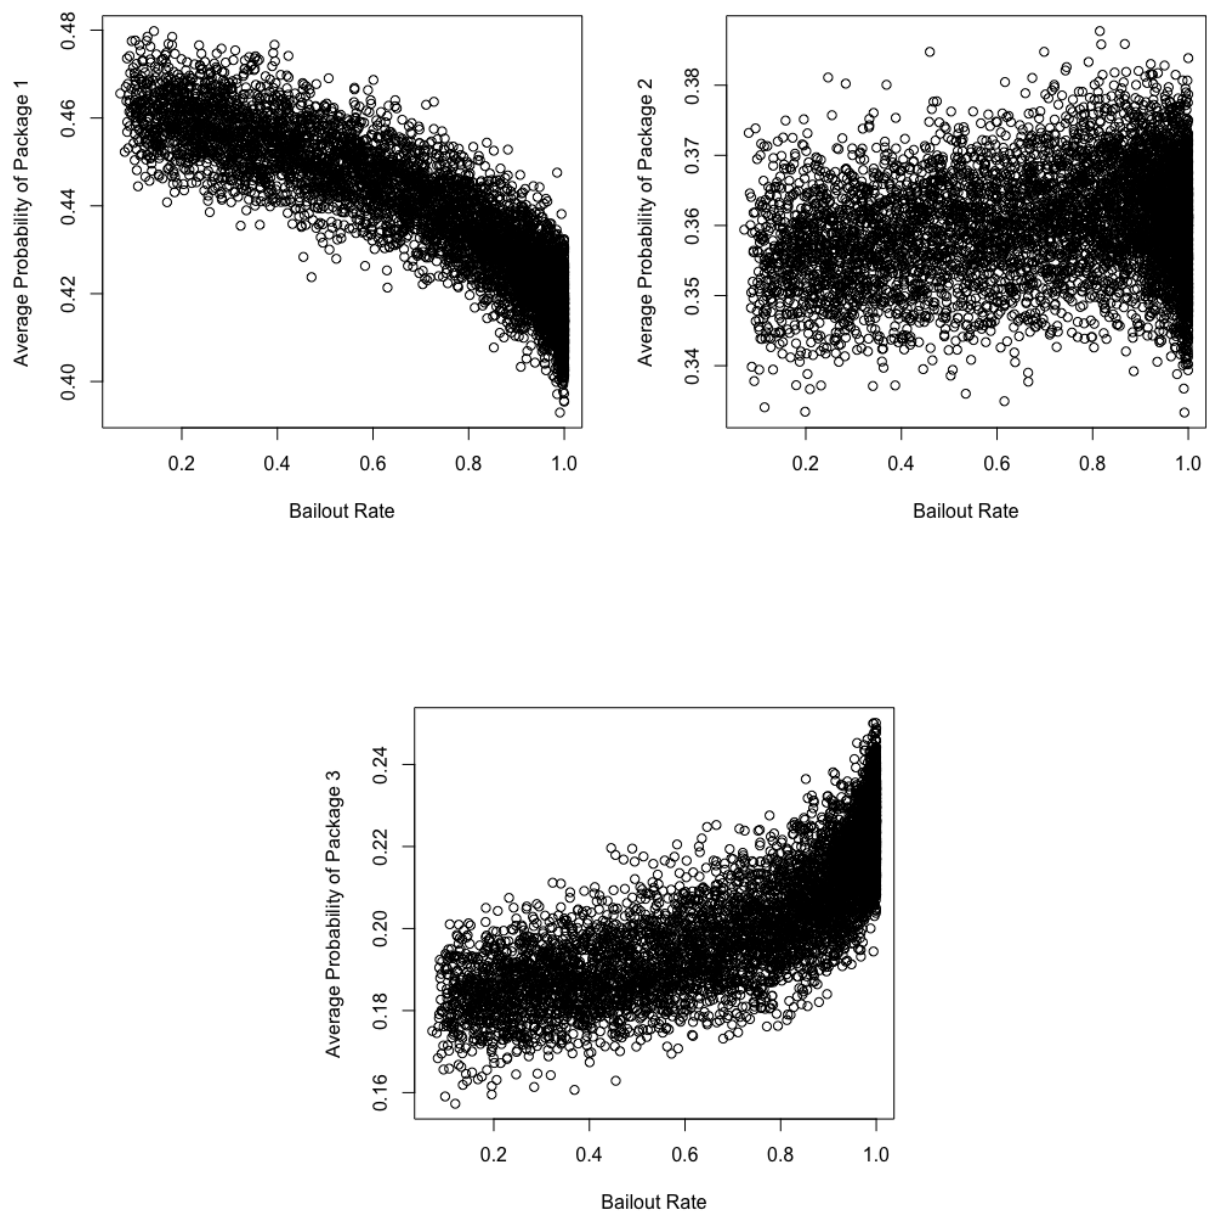 Average Probability of Package 1
0.48
0.46
0.44
0.42
0.40
0.2 0.4 0.6 0.8 1.0
Bailout Rate
Average Probability of Package 2
0.38
0.37
0.36
0.35
0.34
0.2 0.4 0.6 0.8 1.0
Bailout Rate
Average Probability of Package 3
0.24
0.22
0.20
0.18
0.16
0.2 0.4 0.6 0.8 1.0
Bailout Rate